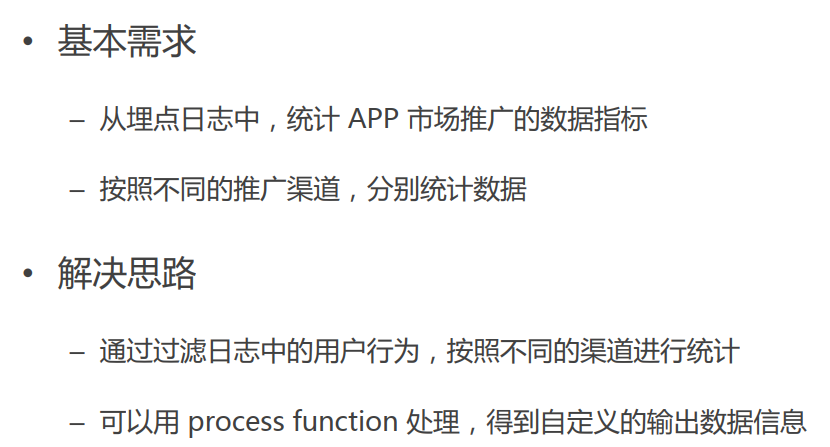 • 基本需求
– 从埋点日志中，统计 APP 市场推广的数据指标
– 按照不同的推广渠道，分别统计数据
• 解决思路
– 通过过滤日志中的用户行为，按照不同的渠道进行统计
– 可以用 process function 处理，得到自定义的输出数据信息